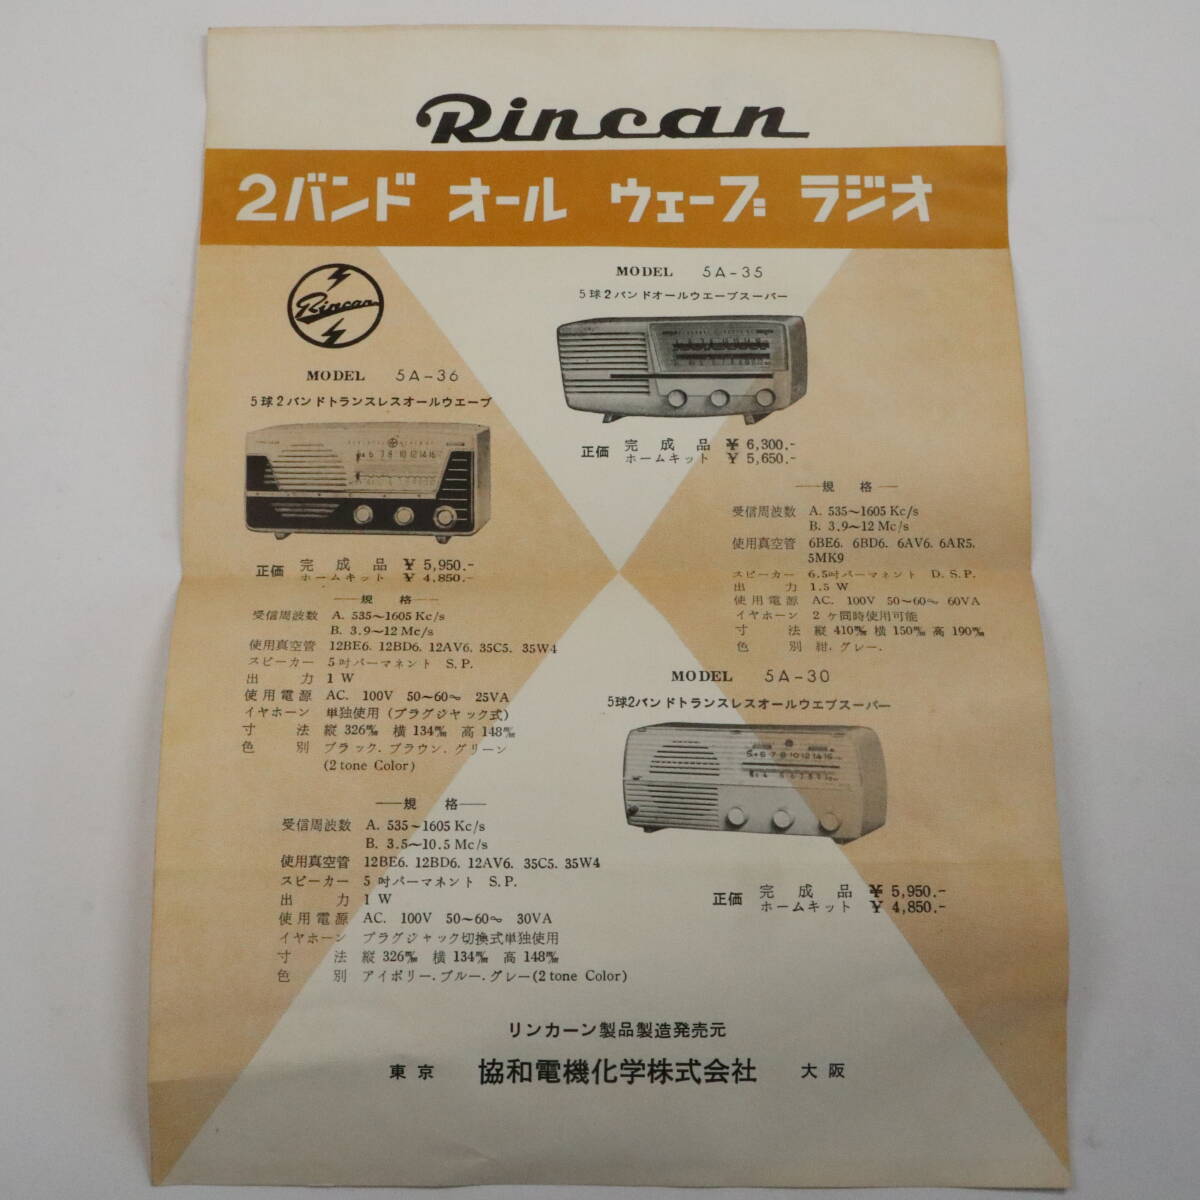 Rincan
2バンド オール ウェーブ ラジオ
Rincan
MODEL 5A-36
5球2バンドトランスレスオールウエーブ
正価 完成品 ¥ 5,950.-
ホームキット ¥ 4,850.-
規格
受信周波数 A. 535~1605 Kc/s
B. 3.9~12 Mc/s
使用真空管 12BE6. 12BD6. 12AV6. 35C5. 35W4
スピーカー 5吋パーマネント S.P.
出力 1 W
使用電源 AC. 100V 50~60~ 25VA
イヤホーン 単独使用 (プラグジャック式)
寸法 縦 326㎜ 横 134㎜ 高 148㎜
色別 ブラック. ブラウン. グリーン
(2 tone Color)
MODEL 5A-35
5球2バンドオールウエーブスーパー
正価 完成品 ¥ 6,300.-
ホームキット ¥ 5,650.-
規格
受信周波数 A. 535~1605 Kc/s
B. 3.9~12 Mc/s
使用真空管 6BE6. 6BD6. 6AV6. 6AR5.
5MK9
スピーカー 6.5吋パーマネント D.S.P.
出力 1.5 W
使用電源 AC. 100V 50~60~ 60VA
イヤホーン 2ヶ同時使用可能
寸法 縦 410㎜ 横 150㎜ 高 190㎜
色別 紺. グレー.
MODEL 5A-30
5球2バンドトランスレスオールウエブスーパー
正価 完成品 ¥ 5,950.-
ホームキット ¥ 4,850.-
規格
受信周波数 A. 535~1605 Kc/s
B. 3.5~10.5 Mc/s
使用真空管 12BE6. 12BD6. 12AV6. 35C5. 35W4
スピーカー 5吋パーマネント S.P.
出力 1 W
使用電源 AC. 100V 50~60~ 30VA
イヤホーン プラグジャック切換式単独使用
寸法 縦 326㎜ 横 134㎜ 高 148㎜
色別 アイボリー. ブルー. グレー (2 tone Color)
リンカーン製品製造発売元
東京 協和電機化学株式会社 大阪